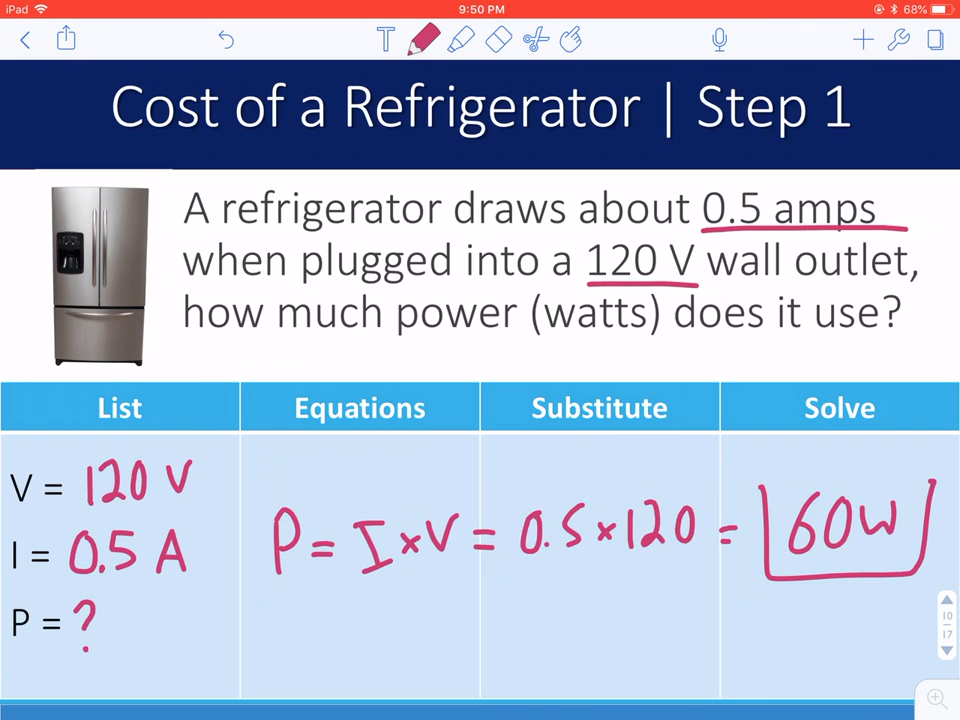 iPad 9:50 PM 68%
T
Cost of a Refrigerator | Step 1
A refrigerator draws about 0.5 amps
when plugged into a 120 V wall outlet,
how much power (watts) does it use?
List Equations Substitute Solve
V = 120 V
I = 0.5 A
P = ?
P = I × V = 0.5 × 120 = 60W
10
17